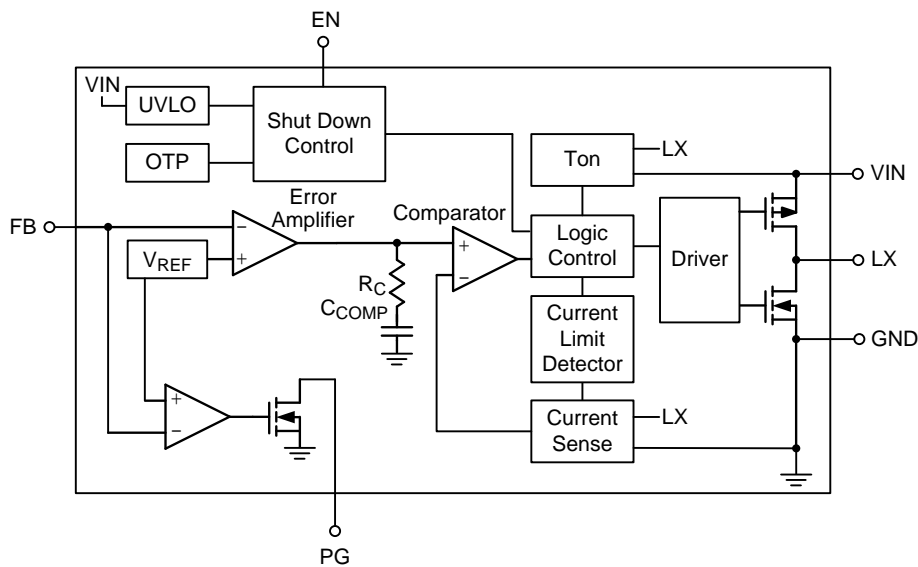 EN
VIN
UVLO
OTP
Shut Down
Control
Ton
LX
VIN
FB
Error
Amplifier
−
+
VREF
Comparator
+
−
Logic
Control
Driver
LX
RC
CCOMP
Current
Limit
Detector
GND
+
−
Current
Sense
LX
PG